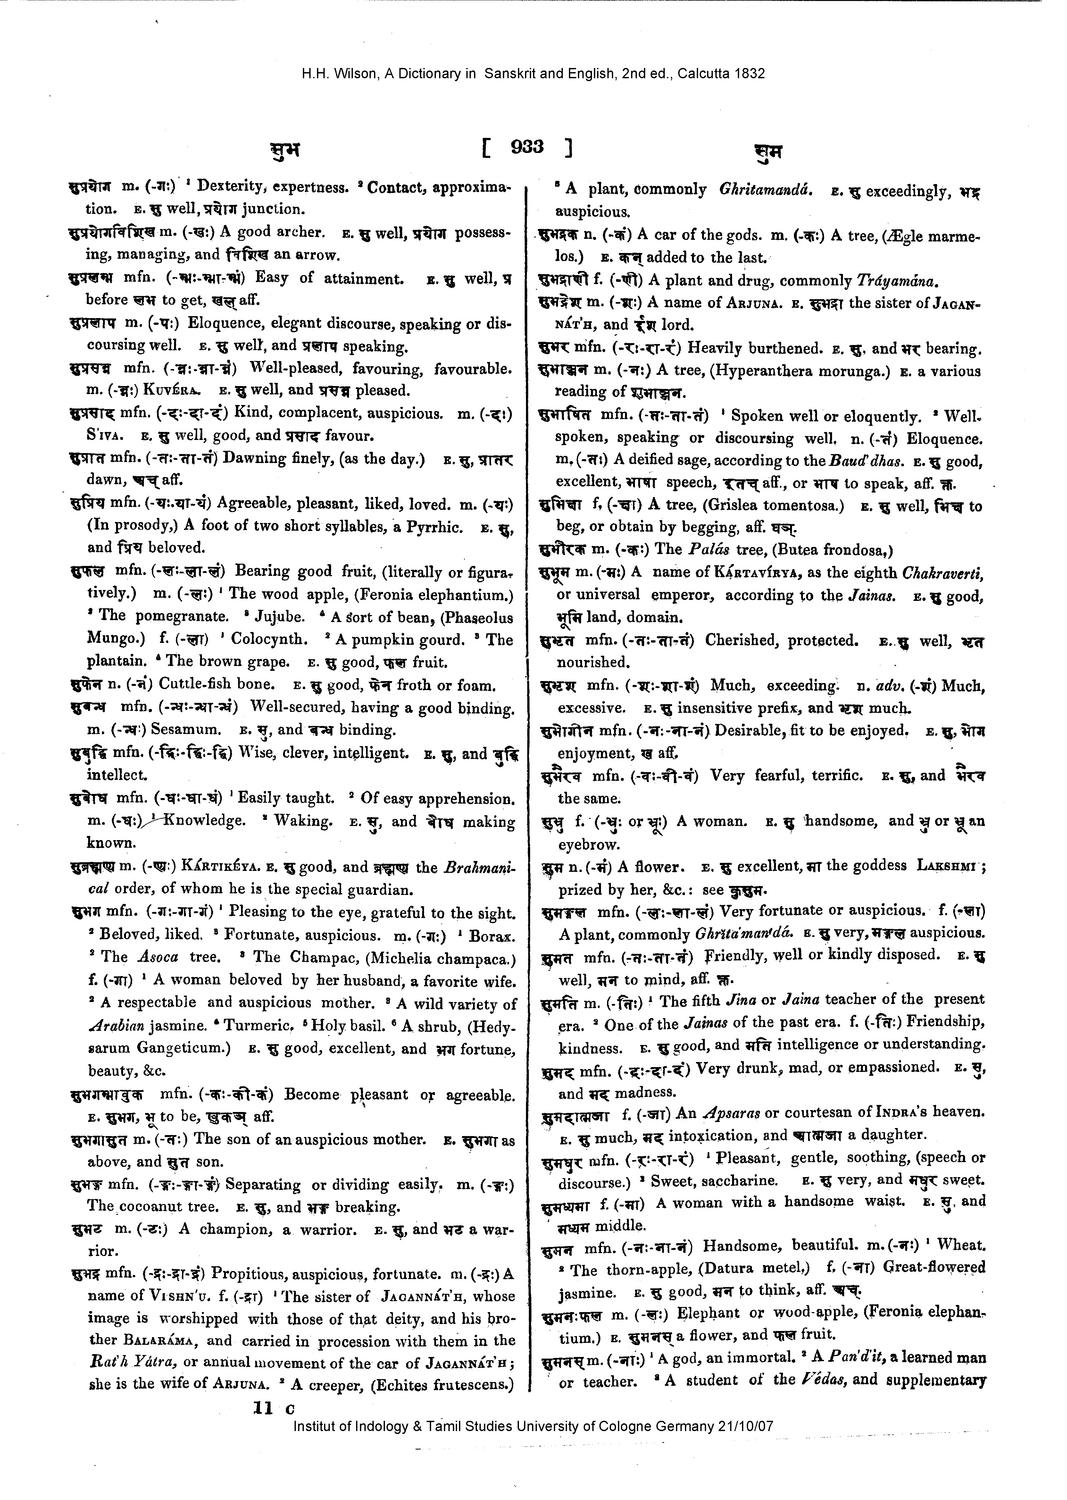 H.H. Wilson, A Dictionary in Sanskrit and English, 2nd ed., Calcutta 1832
सुभ [ 933 ] सुम
सुप्रयोग m. (-गः) ¹ Dexterity, expertness. ² Contact, approxima-
tion. E. सु well, प्रयोग junction.
सुप्रयोगविशिख m. (-खः) A good archer. E. सु well, प्रयोग possess-
ing, managing, and विशिख an arrow.
सुप्रलम्भ mfn. (-म्भः-म्भा-म्भं) Easy of attainment. E. सु well, प्र
before लभ to get, खल् aff.
सुप्रलाप m. (-पः) Eloquence, elegant discourse, speaking or dis-
coursing well. E. सु well, and प्रलाप speaking.
सुप्रसन्न mfn. (-न्नः-न्ना-न्नं) Well-pleased, favouring, favourable.
m. (-न्नः) KUVÉRA. E. सु well, and प्रसन्न pleased.
सुप्रसाद mfn. (-दः-दा-दं) Kind, complacent, auspicious. m. (-दः)
S'IVA. E. सु well, good, and प्रसाद favour.
सुप्रात mfn. (-तः-ता-तं) Dawning finely, (as the day.) E. सु, प्रातर
dawn, अच् aff.
सुप्रिय mfn. (-यः-या-यं) Agreeable, pleasant, liked, loved. m. (-यः)
(In prosody,) A foot of two short syllables, a Pyrrhic. E. सु,
and प्रिय beloved.
सुफल mfn. (-लः-ला-लं) Bearing good fruit, (literally or figura-
tively.) m. (-लः) ¹ The wood apple, (Feronia elephantium.)
² The pomegranate. ³ Jujube. ⁴ A sort of bean, (Phaseolus
Mungo.) f. (-ला) ¹ Colocynth. ² A pumpkin gourd. ³ The
plantain. ⁴ The brown grape. E. सु good, फल fruit.
सुफेन n. (-नं) Cuttle-fish bone. E. सु good, फेन froth or foam.
सुबन्ध mfn. (-न्धः-न्धा-न्धं) Well-secured, having a good binding.
m. (-न्धः) Sesamum. E. सु, and बन्ध binding.
सुबुद्धि mfn. (-द्धिः-द्धिः-द्धि) Wise, clever, intelligent. E. सु, and बुद्धि
intellect.
सुबोध mfn. (-धः-धा-धं) ¹ Easily taught. ² Of easy apprehension.
m. (-धः) ¹ Knowledge. ² Waking. E. सु, and बोध making
known.
सुब्रह्मण्य m. (-ण्यः) KÁRTIKÉYA. E. सु good, and ब्रह्मण्य the Brahmani-
cal order, of whom he is the special guardian.
सुभग mfn. (-गः-गा-गं) ¹ Pleasing to the eye, grateful to the sight.
² Beloved, liked. ³ Fortunate, auspicious. m. (-गः) ¹ Borax.
² The Asoca tree. ³ The Champac, (Michelia champaca.)
f. (-गा) ¹ A woman beloved by her husband, a favorite wife.
² A respectable and auspicious mother. ³ A wild variety of
Arabian jasmine. ⁴ Turmeric. ⁵ Holy basil. ⁶ A shrub, (Hedy-
sarum Gangeticum.) E. सु good, excellent, and भग fortune,
beauty, &c.
सुभगम्भावुक mfn. (-कः-की-कं) Become pleasant or agreeable.
E. सुभग, भू to be, खुकञ् aff.
सुभगासुत m. (-तः) The son of an auspicious mother. E. सुभगा as
above, and सुत son.
सुभङ्ग mfn. (-ङ्गः-ङ्गा-ङ्गं) Separating or dividing easily. m. (-ङ्गः)
The cocoanut tree. E. सु, and भङ्ग breaking.
सुभट m. (-टः) A champion, a warrior. E. सु, and भट a war-
rior.
सुभद्र mfn. (-द्रः-द्रा-द्रं) Propitious, auspicious, fortunate. m. (-द्रः) A
name of VISHN'U. f. (-द्रा) ¹ The sister of JAGANNÁT'H, whose
image is worshipped with those of that deity, and his bro-
ther BALARÁMA, and carried in procession with them in the
Rat'h Yátra, or annual movement of the car of JAGANNÁT'H;
she is the wife of ARJUNA. ² A creeper, (Echites frutescens.)
11 C
³ A plant, commonly Ghritamandá. E. सु exceedingly, भद्र
auspicious.
सुभद्रक n. (-कं) A car of the gods. m. (-कः) A tree, (Ægle marme-
los.) E. कन् added to the last.
सुभद्राणी f. (-णी) A plant and drug, commonly Tráyamána.
सुभद्रेश m. (-शः) A name of ARJUNA. E. सुभद्रा the sister of JAGAN-
NÁT'H, and ईश lord.
सुभर mfn. (-रः-रा-रं) Heavily burthened. E. सु, and भर bearing.
सुभाञ्जन m. (-नः) A tree, (Hyperanthera morunga.) E. a various
reading of शुभाञ्जन.
सुभाषित mfn. (-तः-ता-तं) ¹ Spoken well or eloquently. ² Well-
spoken, speaking or discoursing well. n. (-तं) Eloquence.
m. (-तः) A deified sage, according to the Baud'dhas. E. सु good,
excellent, भाषा speech, इतच् aff., or भाष to speak, aff. क्त.
सुभिक्षा f. (-क्षा) A tree, (Grislea tomentosa.) E. सु well, भिक्ष to
beg, or obtain by begging, aff. घञ्.
सुभीरक m. (-कः) The Palás tree, (Butea frondosa,)
सुभूम m. (-मः) A name of KÁRTAVÍRYA, as the eighth Chakraverti,
or universal emperor, according to the Jainas. E. सु good,
भूमि land, domain.
सुभृत mfn. (-तः-ता-तं) Cherished, protected. E. सु well, भृत
nourished.
सुभृश mfn. (-शः-शा-शं) Much, exceeding. n. adv. (-शं) Much,
excessive. E. सु insensitive prefix, and भृश much.
सुभोगीन mfn. (-नः-ना-नं) Desirable, fit to be enjoyed. E. सु, भोग
enjoyment, ख aff.
सुभैरव mfn. (-वः-वी-वं) Very fearful, terrific. E. सु, and भैरव
the same.
सुभ्रु f. (-भ्रुः or भ्रूः) A woman. E. सु handsome, and भ्रु or भ्रू an
eyebrow.
सुम n. (-मं) A flower. E. सु excellent, मा the goddess LAKSHMI;
prized by her, &c.: see कुसुम.
सुमङ्गल mfn. (-लः-ला-लं) Very fortunate or auspicious. f. (-ला)
A plant, commonly Ghrita'man'dá. E. सु very, मङ्गल auspicious.
सुमत mfn. (-तः-ता-तं) Friendly, well or kindly disposed. E. सु
well, मन to mind, aff. क्त.
सुमति m. (-तिः) ¹ The fifth Jina or Jaina teacher of the present
era. ² One of the Jainas of the past era. f. (-तिः) Friendship,
kindness. E. सु good, and मति intelligence or understanding.
सुमद mfn. (-दः-दा-दं) Very drunk, mad, or empassioned. E. सु,
and मद madness.
सुमदात्मजा f. (-जा) An Apsaras or courtesan of INDRA's heaven.
E. सु much, मद intoxication, and आत्मजा a daughter.
सुमधुर mfn. (-रः-रा-रं) ¹ Pleasant, gentle, soothing, (speech or
discourse.) ² Sweet, saccharine. E. सु very, and मधुर sweet.
सुमध्यमा f. (-मा) A woman with a handsome waist. E. सु, and
मध्यम middle.
सुमन mfn. (-नः-ना-नं) Handsome, beautiful. m. (-नः) ¹ Wheat.
² The thorn-apple, (Datura metel,) f. (-ना) Great-flowered
jasmine. E. सु good, मन to think, aff. अच्.
सुमनःफल m. (-लः) Elephant or wood-apple, (Feronia elephan-
tium.) E. सुमनस् a flower, and फल fruit.
सुमनस् m. (-नाः) ¹ A god, an immortal. ² A Pan'd'it, a learned man
or teacher. ³ A student of the Védas, and supplementary
Institut of Indology & Tamil Studies University of Cologne Germany 21/10/07